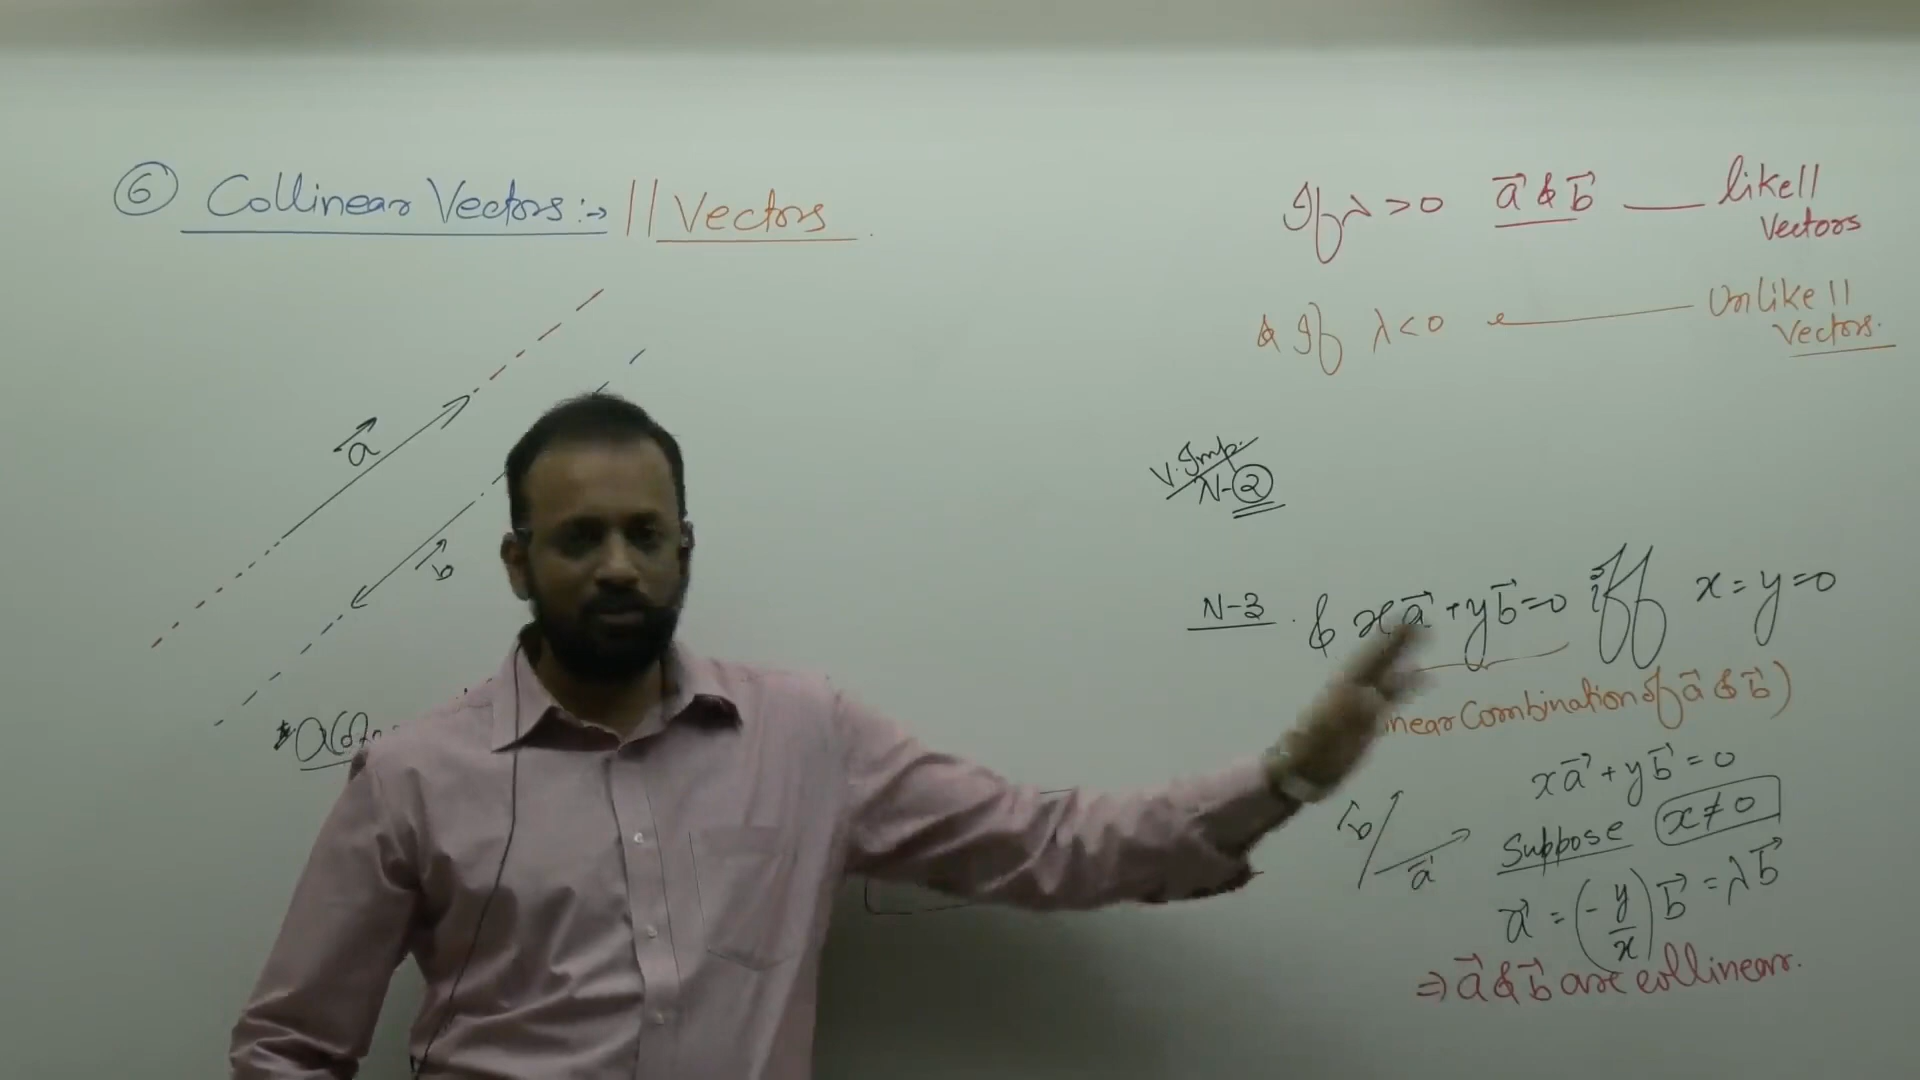 ⑥ Collinear Vectors:→ || Vectors
a⃗
b⃗
If λ > 0 a⃗ & b⃗ — like ||
Vectors
& If λ < 0 — Unlike ||
Vectors.
V. Imp.
N-②
N-3 & xa⃗ + yb⃗ = 0 iff x = y = 0
near Combination of a⃗ & b⃗)
xa⃗ + yb⃗ = 0
Suppose x ≠ 0
b⃗
a⃗
a⃗ = (-y/x) b⃗ = λb⃗
⇒ a⃗ & b⃗ are collinear.